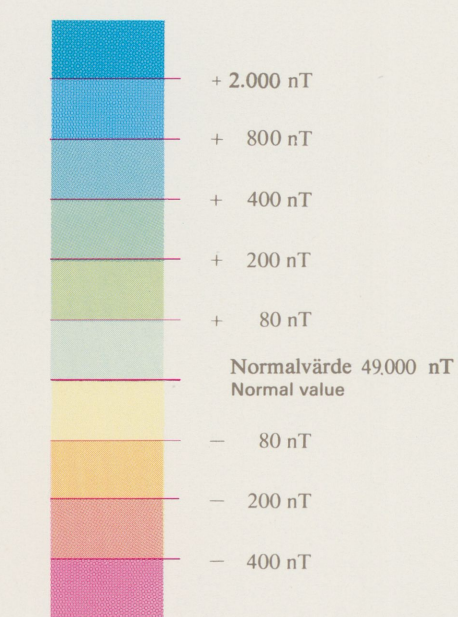 + 2.000 nT
+ 800 nT
+ 400 nT
+ 200 nT
+ 80 nT
Normalvärde 49.000 nT
Normal value
− 80 nT
− 200 nT
− 400 nT